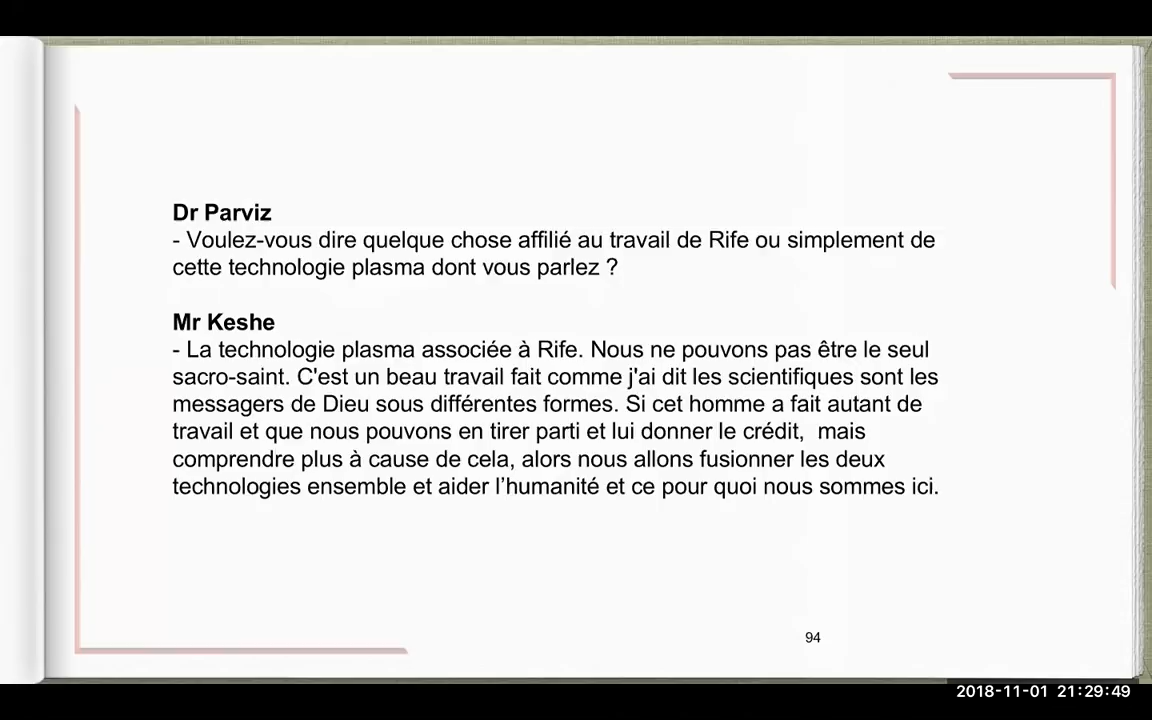 Dr Parviz
- Voulez-vous dire quelque chose affilié au travail de Rife ou simplement de
cette technologie plasma dont vous parlez ?
Mr Keshe
- La technologie plasma associée à Rife. Nous ne pouvons pas être le seul
sacro-saint. C'est un beau travail fait comme j'ai dit les scientifiques sont les
messagers de Dieu sous différentes formes. Si cet homme a fait autant de
travail et que nous pouvons en tirer parti et lui donner le crédit,  mais
comprendre plus à cause de cela, alors nous allons fusionner les deux
technologies ensemble et aider l’humanité et ce pour quoi nous sommes ici.
94
2018-11-01 21:29:49